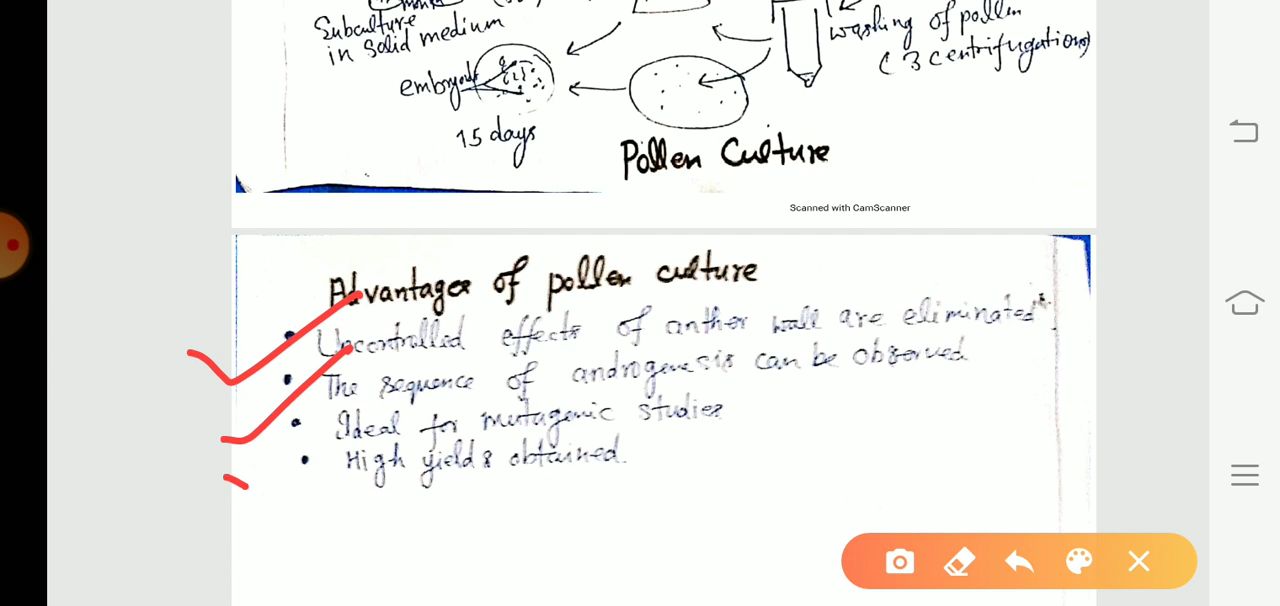 Subculture
in Solid medium
washing of pollen
(3 centrifugations)
embryoids
15 days
Pollen Culture
Scanned with CamScanner
Advantages of pollen culture
• Uncontrolled effects of anther wall are eliminated.
• The sequence of androgenesis can be observed
• Ideal for mutagenic studies
• High yields obtained.